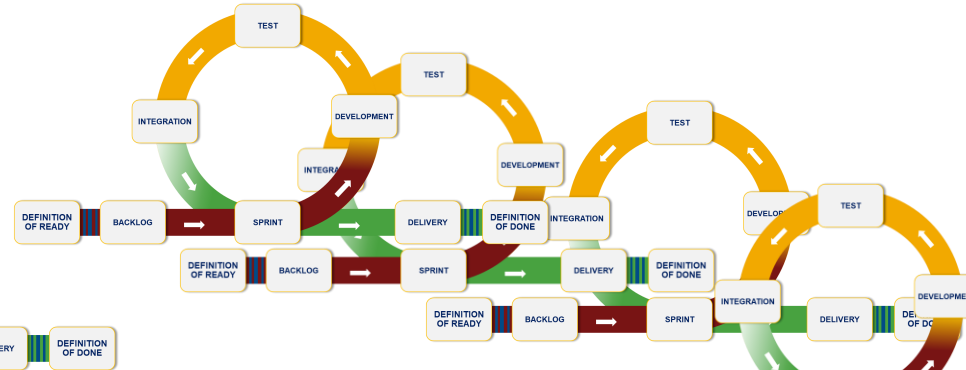 TEST
INTEGRATION
DEVELOPMENT
DEFINITION
OF READY
BACKLOG
SPRINT
DELIVERY
DEFINITION
OF DONE
TEST
DEVELOPMENT
DEFINITION
OF READY
BACKLOG
SPRINT
DELIVERY
DEFINITION
OF DONE
TEST
INTEGRATION
DEFINITION
OF READY
BACKLOG
SPRINT
DELIVERY
TEST
INTEGRATION
DEFINITION
OF DONE